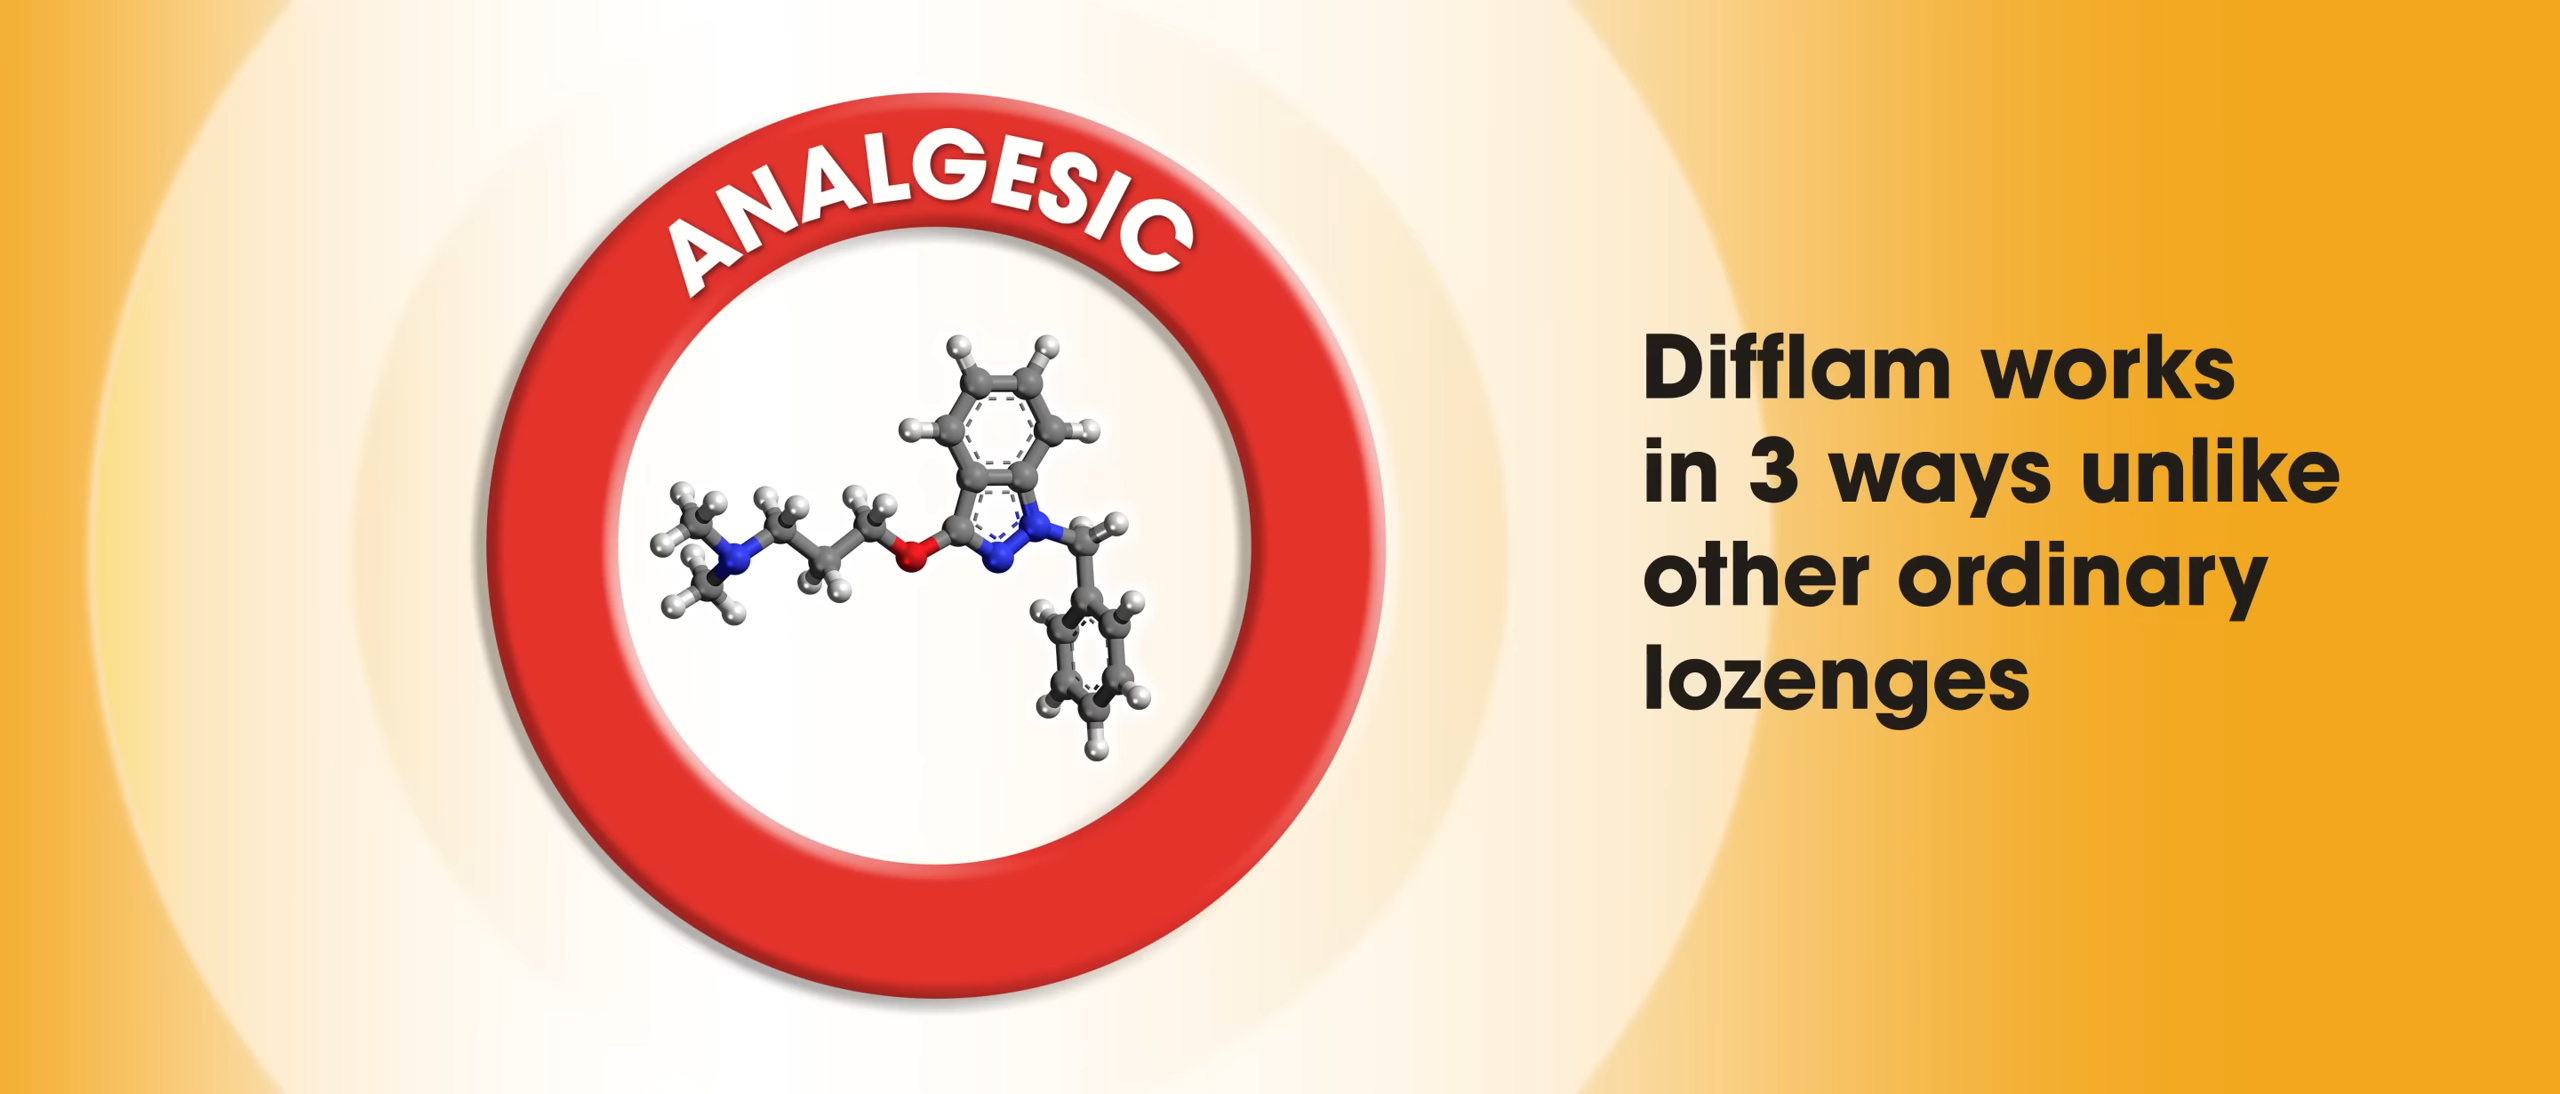 ANALGESIC
Difflam works
in 3 ways unlike
other ordinary
lozenges